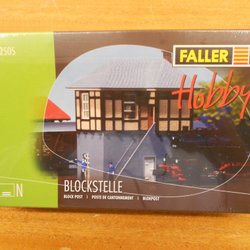 FALLER
Hobby
N
BLOCKSTELLE
BLOCK POST | POSTE DE CANTONNEMENT | BLOKPOST